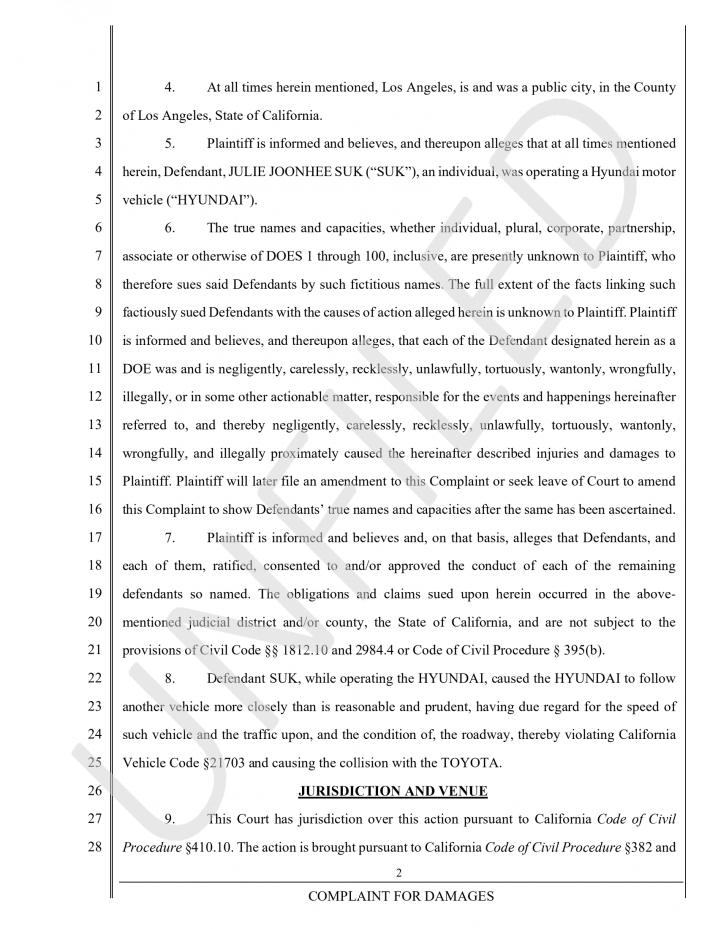 1 4. At all times herein mentioned, Los Angeles, is and was a public city, in the County
2 of Los Angeles, State of California.
3 5. Plaintiff is informed and believes, and thereupon alleges that at all times mentioned
4 herein, Defendant, JULIE JOONHEE SUK (“SUK”), an individual, was operating a Hyundai motor
5 vehicle (“HYUNDAI”).
6 6. The true names and capacities, whether individual, plural, corporate, partnership,
7 associate or otherwise of DOES 1 through 100, inclusive, are presently unknown to Plaintiff, who
8 therefore sues said Defendants by such fictitious names. The full extent of the facts linking such
9 factiously sued Defendants with the causes of action alleged herein is unknown to Plaintiff. Plaintiff
10 is informed and believes, and thereupon alleges, that each of the Defendant designated herein as a
11 DOE was and is negligently, carelessly, recklessly, unlawfully, tortuously, wantonly, wrongfully,
12 illegally, or in some other actionable matter, responsible for the events and happenings hereinafter
13 referred to, and thereby negligently, carelessly, recklessly, unlawfully, tortuously, wantonly,
14 wrongfully, and illegally proximately caused the hereinafter described injuries and damages to
15 Plaintiff. Plaintiff will later file an amendment to this Complaint or seek leave of Court to amend
16 this Complaint to show Defendants’ true names and capacities after the same has been ascertained.
17 7. Plaintiff is informed and believes and, on that basis, alleges that Defendants, and
18 each of them, ratified, consented to and/or approved the conduct of each of the remaining
19 defendants so named. The obligations and claims sued upon herein occurred in the above-
20 mentioned judicial district and/or county, the State of California, and are not subject to the
21 provisions of Civil Code §§ 1812.10 and 2984.4 or Code of Civil Procedure § 395(b).
22 8. Defendant SUK, while operating the HYUNDAI, caused the HYUNDAI to follow
23 another vehicle more closely than is reasonable and prudent, having due regard for the speed of
24 such vehicle and the traffic upon, and the condition of, the roadway, thereby violating California
25 Vehicle Code §21703 and causing the collision with the TOYOTA.
26 JURISDICTION AND VENUE
27 9. This Court has jurisdiction over this action pursuant to California Code of Civil
28 Procedure §410.10. The action is brought pursuant to California Code of Civil Procedure §382 and
2
COMPLAINT FOR DAMAGES
UNFILED